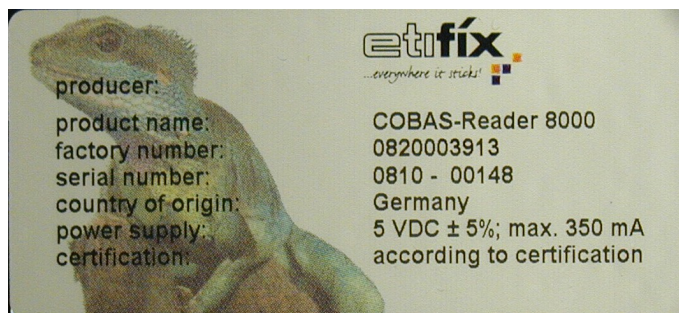 etifix
...everywhere it sticks!
producer:
product name: COBAS-Reader 8000
factory number: 0820003913
serial number: 0810 - 00148
country of origin: Germany
power supply: 5 VDC ± 5%; max. 350 mA
certification: according to certification